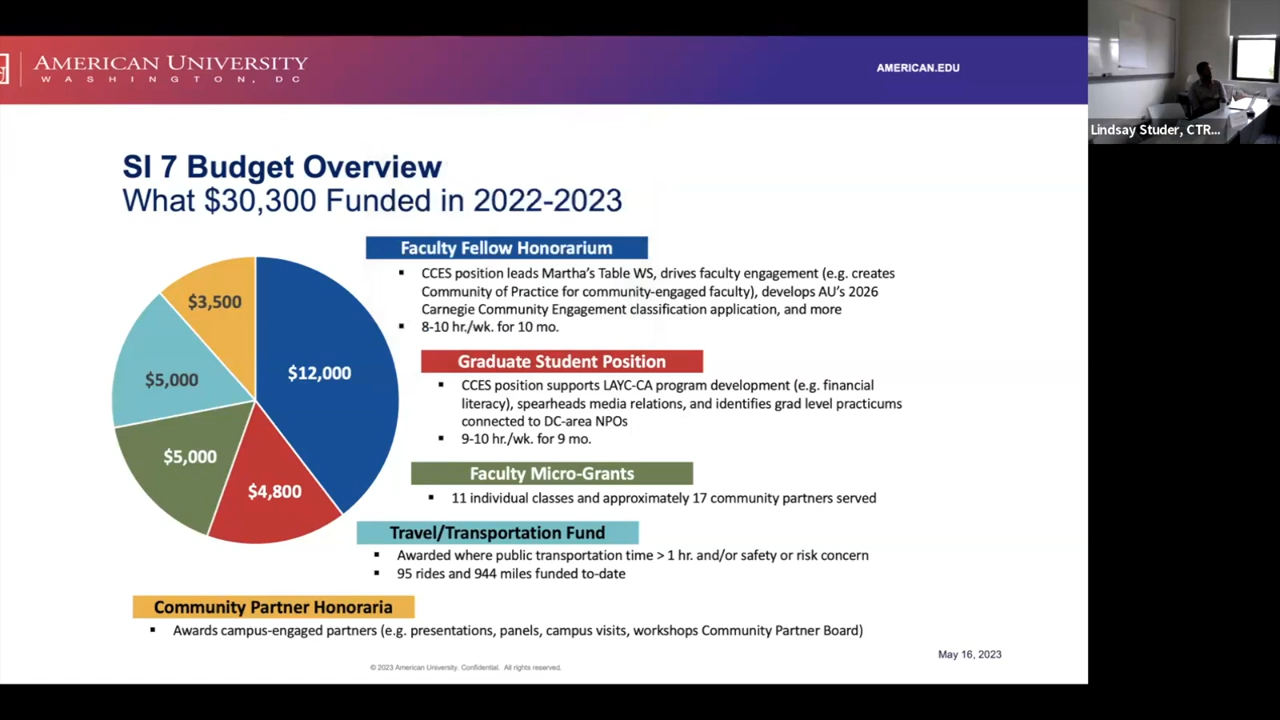 AMERICAN UNIVERSITY
WASHINGTON, DC
AMERICAN.EDU
Lindsay Studer, CTR...
SI 7 Budget Overview
What $30,300 Funded in 2022-2023
Faculty Fellow Honorarium
▪ CCES position leads Martha's Table WS, drives faculty engagement (e.g. creates
Community of Practice for community-engaged faculty), develops AU's 2026
Carnegie Community Engagement classification application, and more
▪ 8-10 hr./wk. for 10 mo.
$3,500
$12,000
$5,000
$5,000
$4,800
Graduate Student Position
▪ CCES position supports LAYC-CA program development (e.g. financial
literacy), spearheads media relations, and identifies grad level practicums
connected to DC-area NPOs
▪ 9-10 hr./wk. for 9 mo.
Faculty Micro-Grants
▪ 11 individual classes and approximately 17 community partners served
Travel/Transportation Fund
▪ Awarded where public transportation time > 1 hr. and/or safety or risk concern
▪ 95 rides and 944 miles funded to-date
Community Partner Honoraria
▪ Awards campus-engaged partners (e.g. presentations, panels, campus visits, workshops Community Partner Board)
May 16, 2023
© 2023 American University. Confidential. All rights reserved.